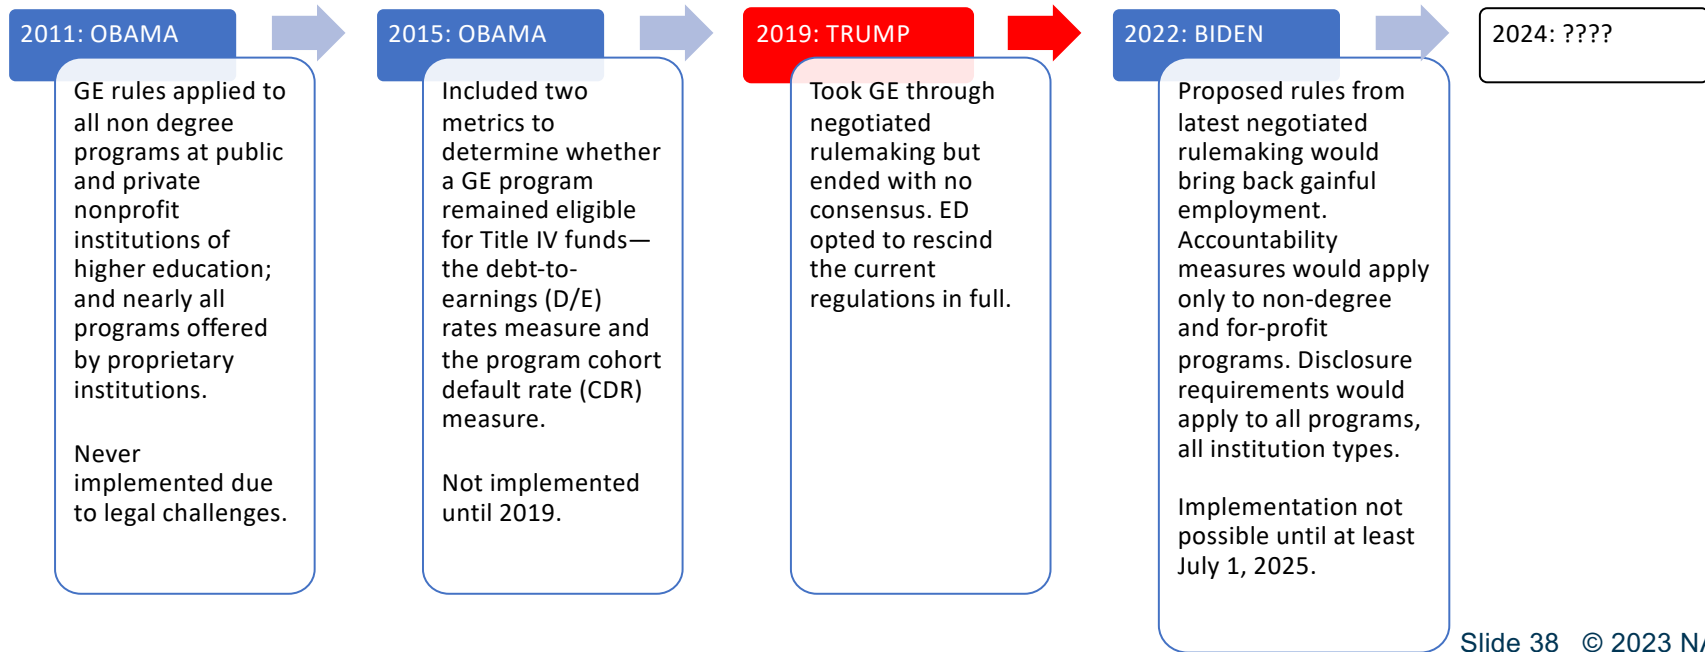 2011: OBAMA
GE rules applied to
all non degree
programs at public
and private
nonprofit
institutions of
higher education;
and nearly all
programs offered
by proprietary
institutions.
Never
implemented due
to legal challenges.
2015: OBAMA
Included two
metrics to
determine whether
a GE program
remained eligible
for Title IV funds—
the debt-to-
earnings (D/E)
rates measure and
the program cohort
default rate (CDR)
measure.
Not implemented
until 2019.
2019: TRUMP
Took GE through
negotiated
rulemaking but
ended with no
consensus. ED
opted to rescind
the current
regulations in full.
2022: BIDEN
Proposed rules from
latest negotiated
rulemaking would
bring back gainful
employment.
Accountability
measures would apply
only to non-degree
and for-profit
programs. Disclosure
requirements would
apply to all programs,
all institution types.
Implementation not
possible until at least
July 1, 2025.
2024: ????
Slide 38 © 2023